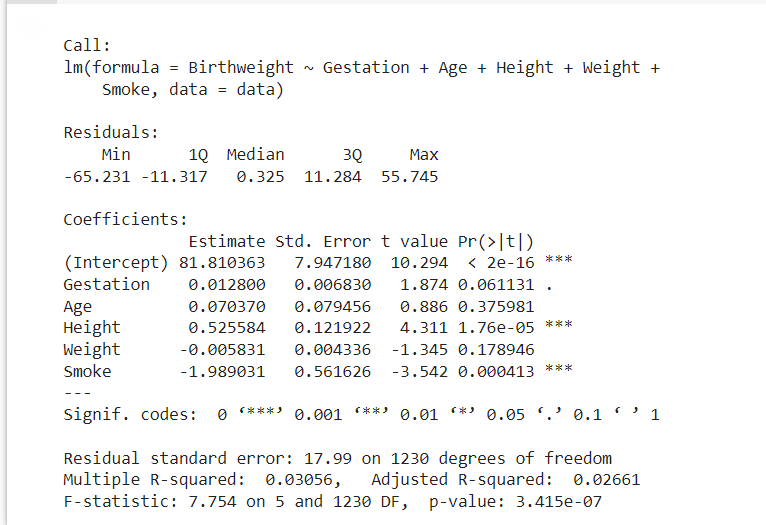 Call:
lm(formula = Birthweight ~ Gestation + Age + Height + Weight +
    Smoke, data = data)

Residuals:
    Min      1Q  Median      3Q     Max
-65.231 -11.317   0.325  11.284  55.745

Coefficients:
             Estimate Std. Error t value Pr(>|t|)
(Intercept) 81.810363   7.947180  10.294  < 2e-16 ***
Gestation    0.012800   0.006830   1.874 0.061131 .
Age          0.070370   0.079456   0.886 0.375981
Height       0.525584   0.121922   4.311 1.76e-05 ***
Weight      -0.005831   0.004336  -1.345 0.178946
Smoke       -1.989031   0.561626  -3.542 0.000413 ***
---
Signif. codes:  0 ‘***’ 0.001 ‘**’ 0.01 ‘*’ 0.05 ‘.’ 0.1 ‘ ’ 1

Residual standard error: 17.99 on 1230 degrees of freedom
Multiple R-squared:  0.03056,   Adjusted R-squared:  0.02661
F-statistic: 7.754 on 5 and 1230 DF,  p-value: 3.415e-07